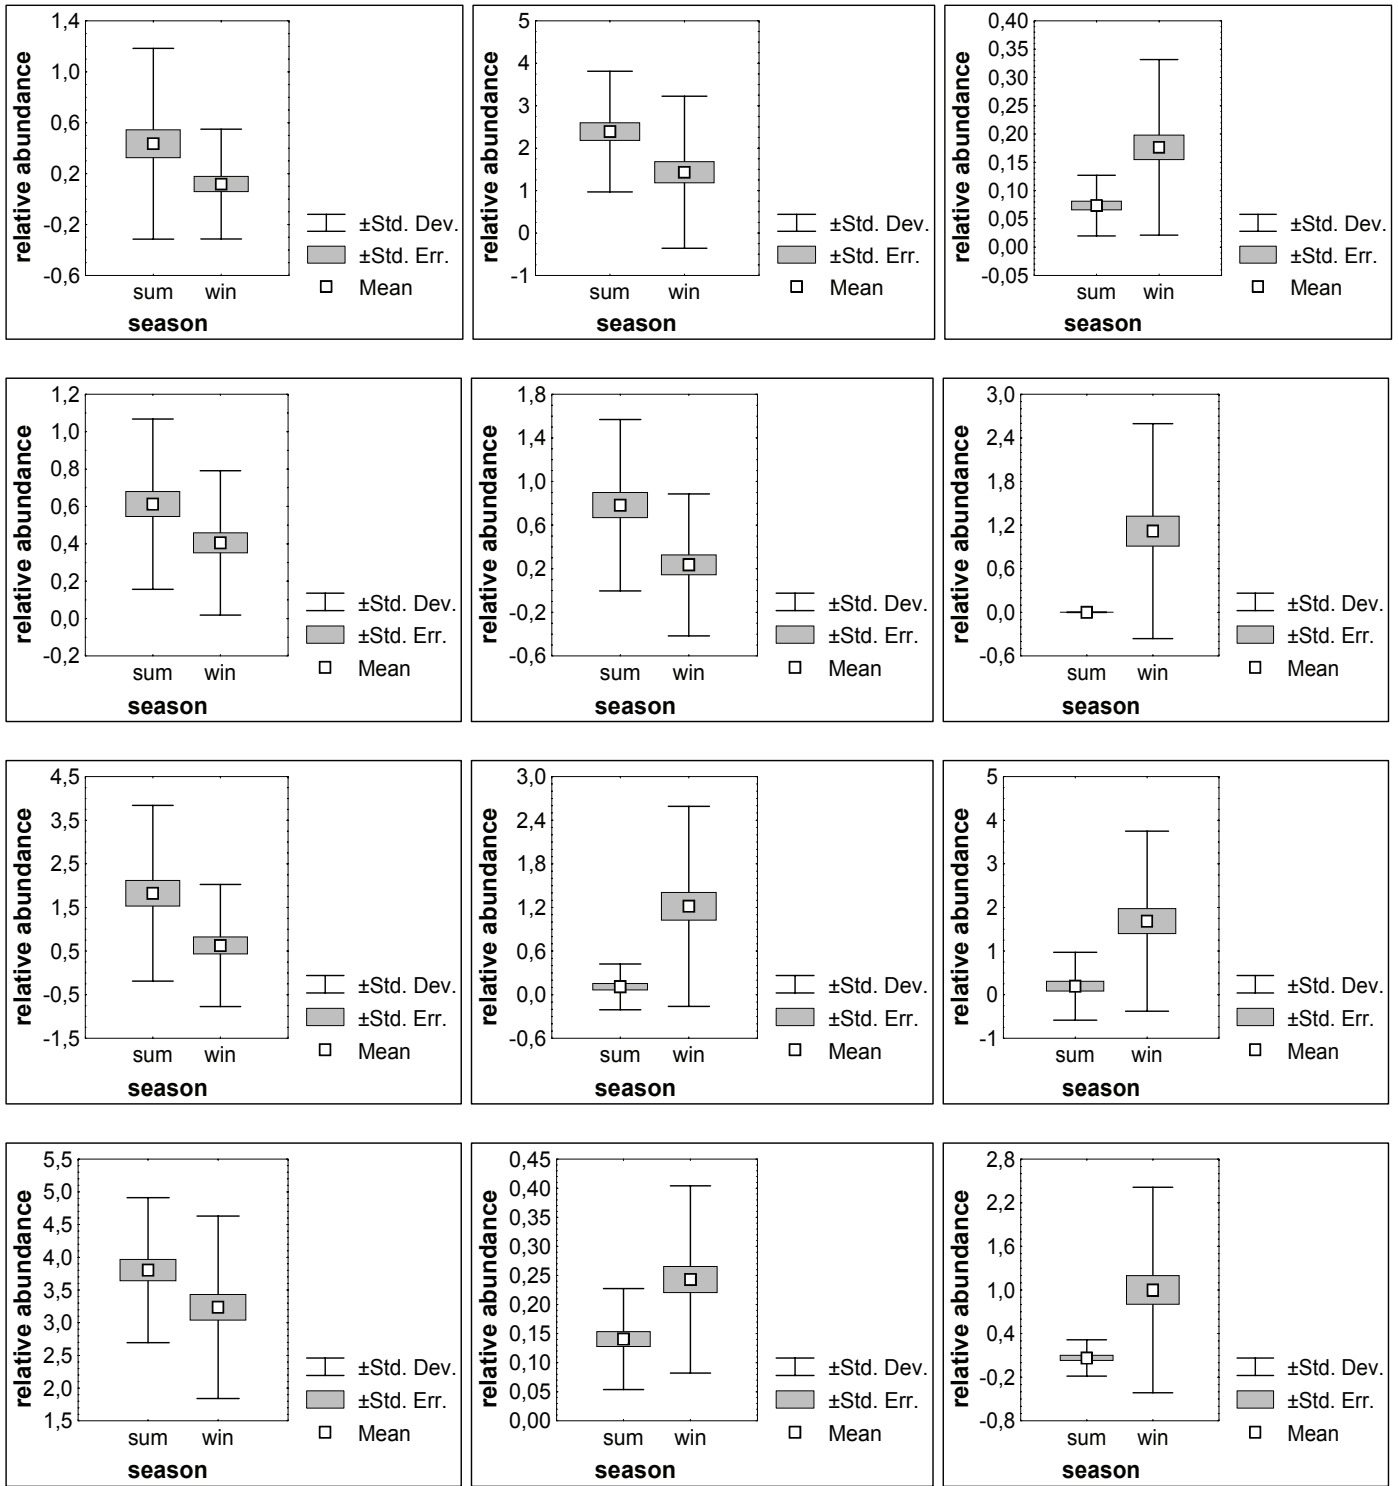 relative abundance
1,4
1,0
0,6
0,2
-0,2
-0,6
sum win
season
±Std. Dev.
±Std. Err.
Mean
relative abundance
5
4
3
2
1
0
-1
sum win
season
±Std. Dev.
±Std. Err.
Mean
relative abundance
0,40
0,35
0,30
0,25
0,20
0,15
0,10
0,05
0,00
-0,05
sum win
season
±Std. Dev.
±Std. Err.
Mean
relative abundance
1,2
1,0
0,8
0,6
0,4
0,2
0,0
-0,2
sum win
season
±Std. Dev.
±Std. Err.
Mean
relative abundance
1,8
1,4
1,0
0,6
0,2
-0,2
-0,6
sum win
season
±Std. Dev.
±Std. Err.
Mean
relative abundance
3,0
2,4
1,8
1,2
0,6
0,0
-0,6
sum win
season
±Std. Dev.
±Std. Err.
Mean
relative abundance
4,5
3,5
2,5
1,5
0,5
-0,5
-1,5
sum win
season
±Std. Dev.
±Std. Err.
Mean
relative abundance
3,0
2,4
1,8
1,2
0,6
0,0
-0,6
sum win
season
±Std. Dev.
±Std. Err.
Mean
relative abundance
5
4
3
2
1
0
-1
sum win
season
±Std. Dev.
±Std. Err.
Mean
relative abundance
5,5
5,0
4,5
4,0
3,5
3,0
2,5
2,0
1,5
sum win
season
±Std. Dev.
±Std. Err.
Mean
relative abundance
0,45
0,40
0,35
0,30
0,25
0,20
0,15
0,10
0,05
0,00
sum win
season
±Std. Dev.
±Std. Err.
Mean
relative abundance
2,8
2,2
1,6
1,0
0,4
-0,2
-0,8
sum win
season
±Std. Dev.
±Std. Err.
Mean